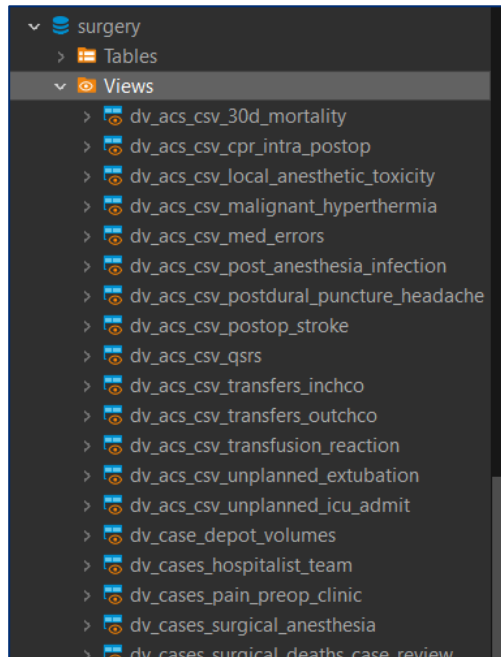 surgery
Tables
Views
dv_acs_csv_30d_mortality
dv_acs_csv_cpr_intra_postop
dv_acs_csv_local_anesthetic_toxicity
dv_acs_csv_malignant_hyperthermia
dv_acs_csv_med_errors
dv_acs_csv_post_anesthesia_infection
dv_acs_csv_postdural_puncture_headache
dv_acs_csv_postop_stroke
dv_acs_csv_qsrs
dv_acs_csv_transfers_inchco
dv_acs_csv_transfers_outchco
dv_acs_csv_transfusion_reaction
dv_acs_csv_unplanned_extubation
dv_acs_csv_unplanned_icu_admit
dv_case_depot_volumes
dv_cases_hospitalist_team
dv_cases_pain_preop_clinic
dv_cases_surgical_anesthesia
dv_cases_surgical_deaths_case_review